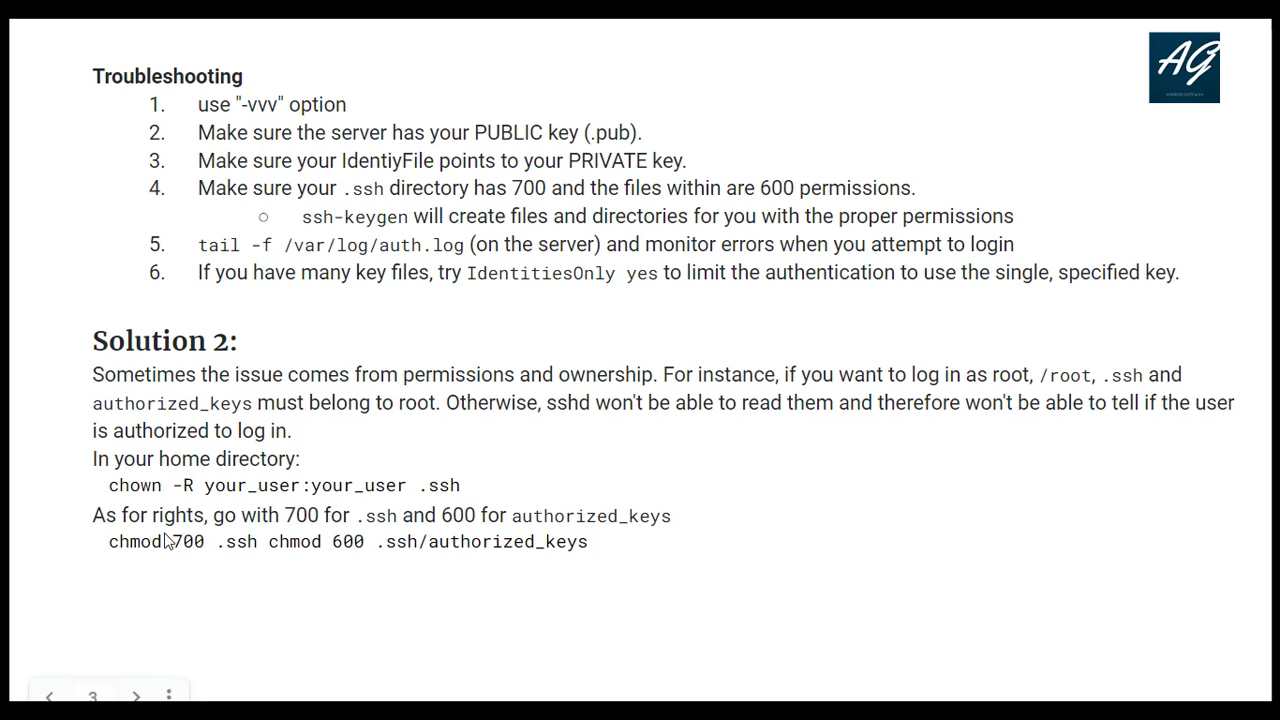 AG
Troubleshooting
1. use "-vvv" option
2. Make sure the server has your PUBLIC key (.pub).
3. Make sure your IdentiyFile points to your PRIVATE key.
4. Make sure your .ssh directory has 700 and the files within are 600 permissions.
○ ssh-keygen will create files and directories for you with the proper permissions
5. tail -f /var/log/auth.log (on the server) and monitor errors when you attempt to login
6. If you have many key files, try IdentitiesOnly yes to limit the authentication to use the single, specified key.
Solution 2:
Sometimes the issue comes from permissions and ownership. For instance, if you want to log in as root, /root, .ssh and
authorized_keys must belong to root. Otherwise, sshd won't be able to read them and therefore won't be able to tell if the user
is authorized to log in.
In your home directory:
chown -R your_user:your_user .ssh
As for rights, go with 700 for .ssh and 600 for authorized_keys
chmod 700 .ssh chmod 600 .ssh/authorized_keys
3